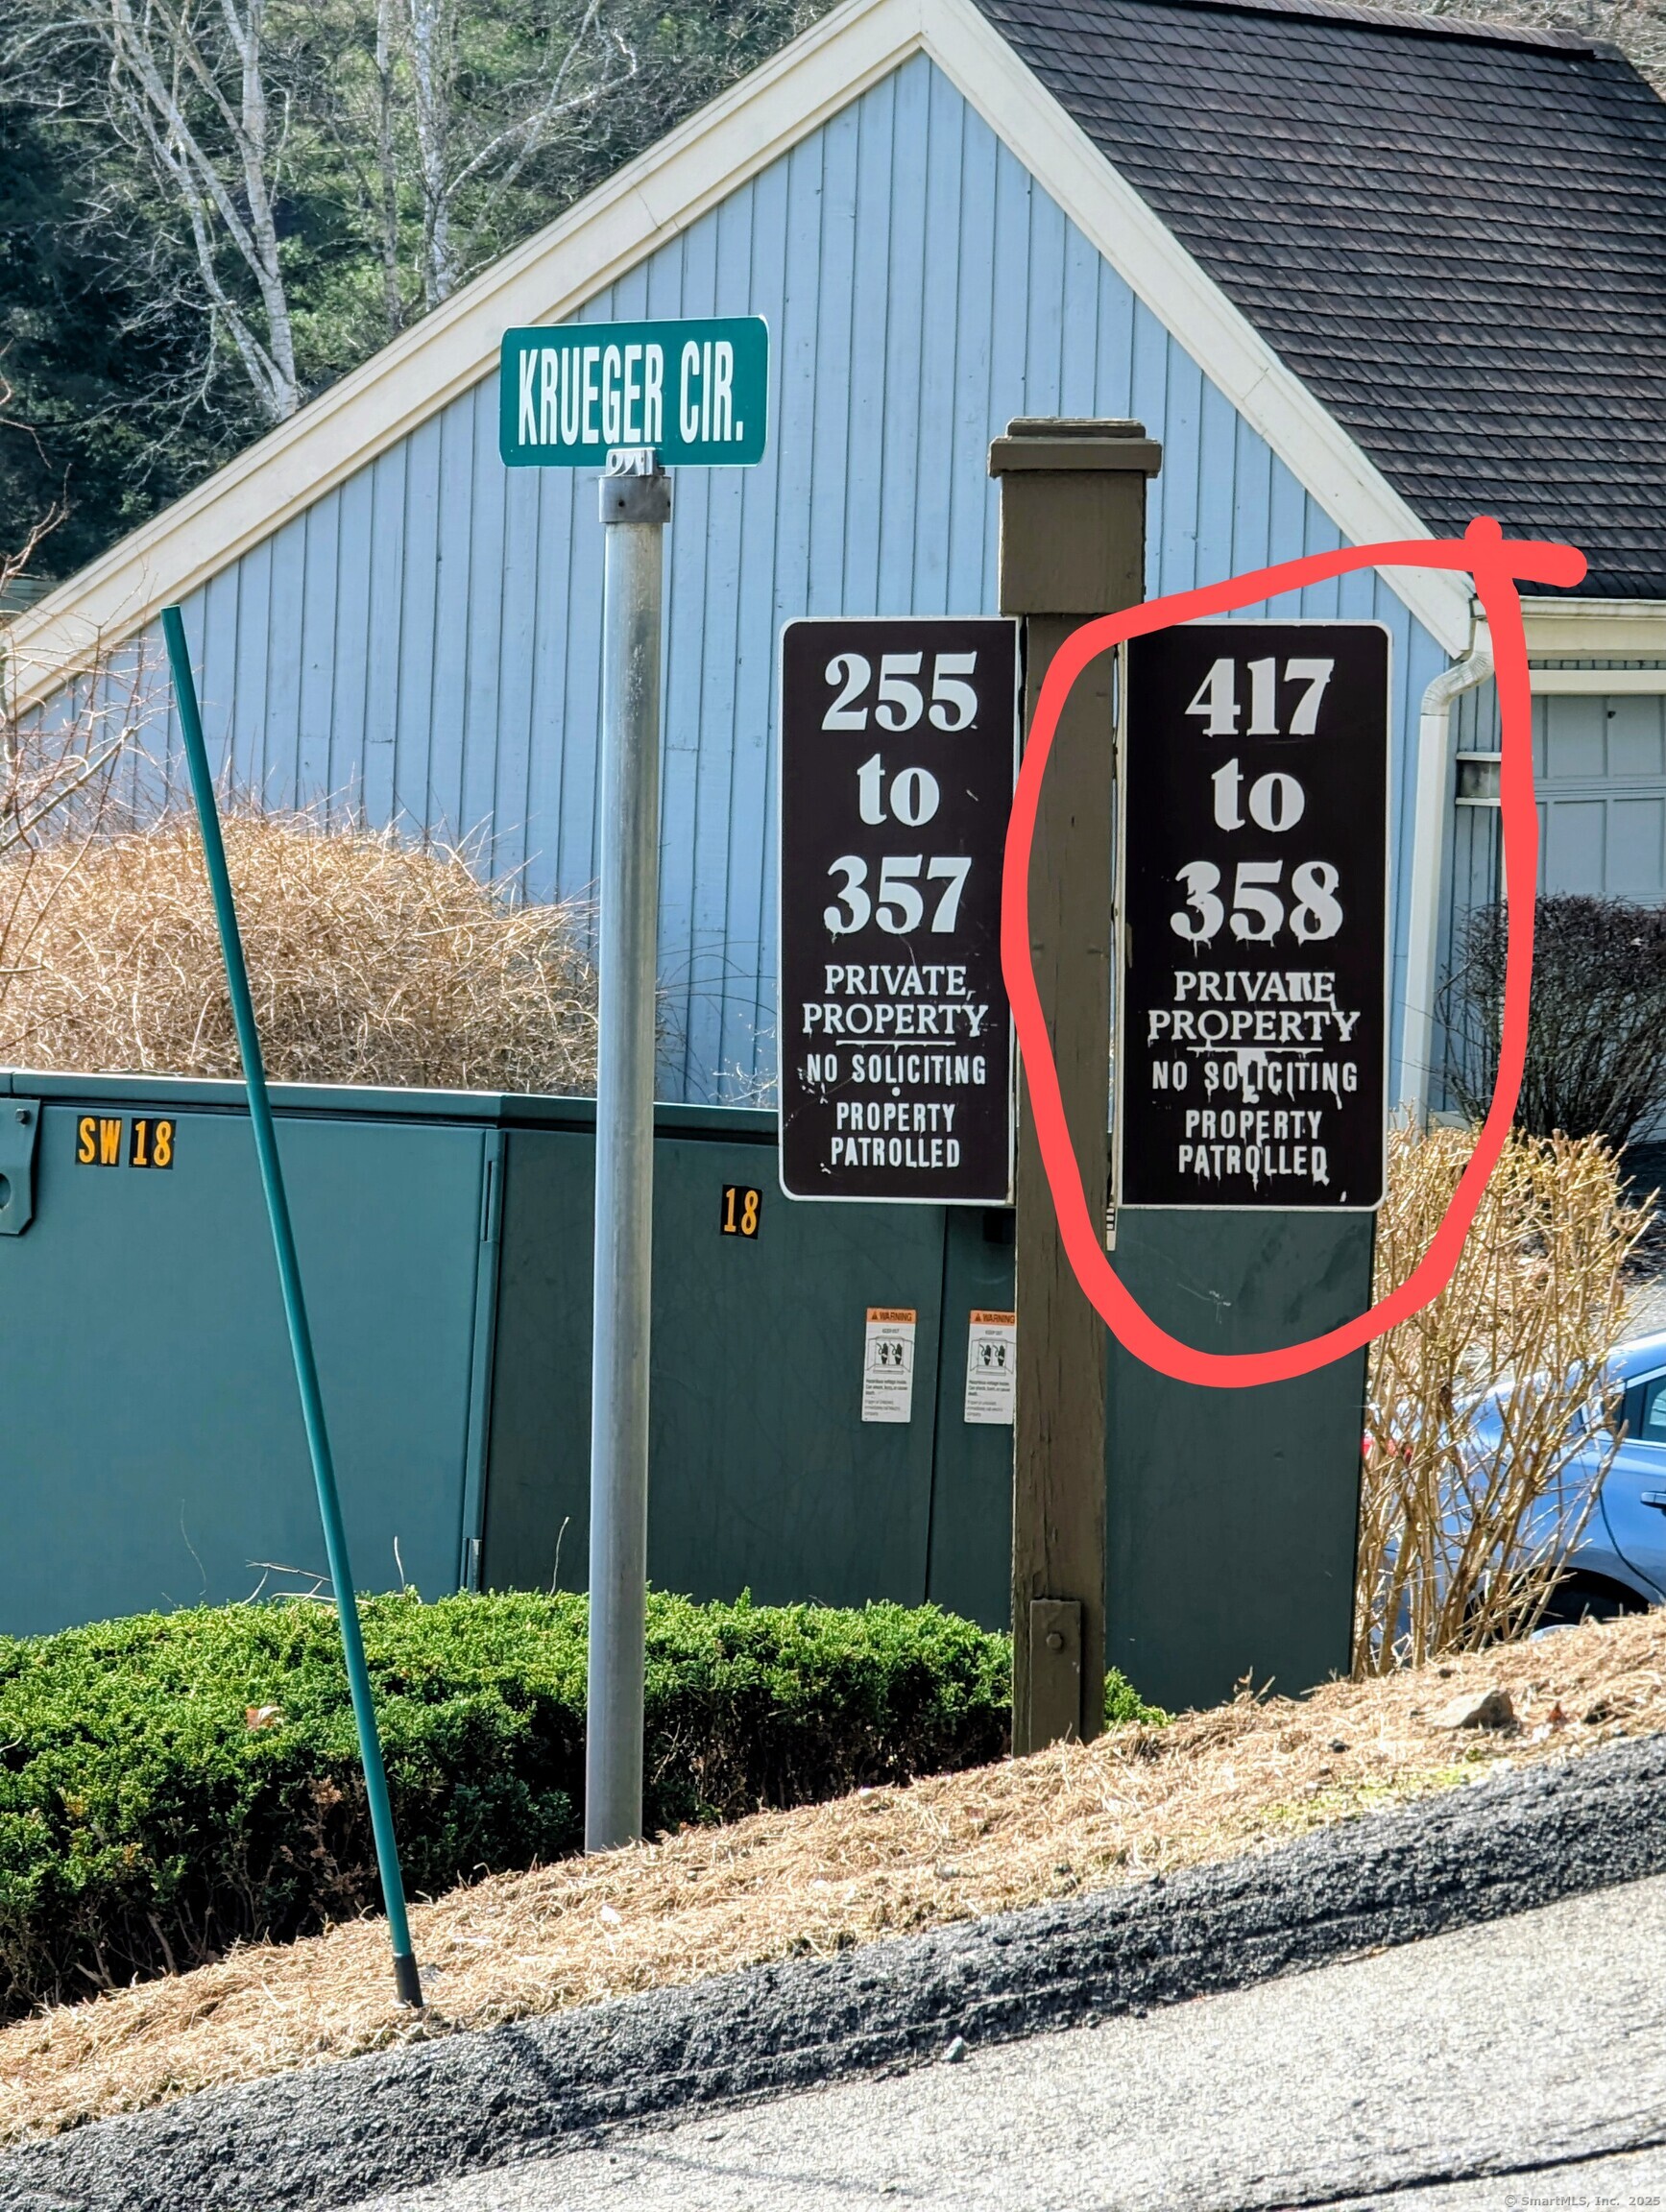 KRUEGER CIR.
255
to
357
PRIVATE
PROPERTY
NO SOLICITING
PROPERTY
PATROLLED
417
to
358
PRIVATE
PROPERTY
NO SOLICITING
PROPERTY
PATROLLED
SW 18
18
WARNING
WARNING
© SmartMLS, Inc. 2025